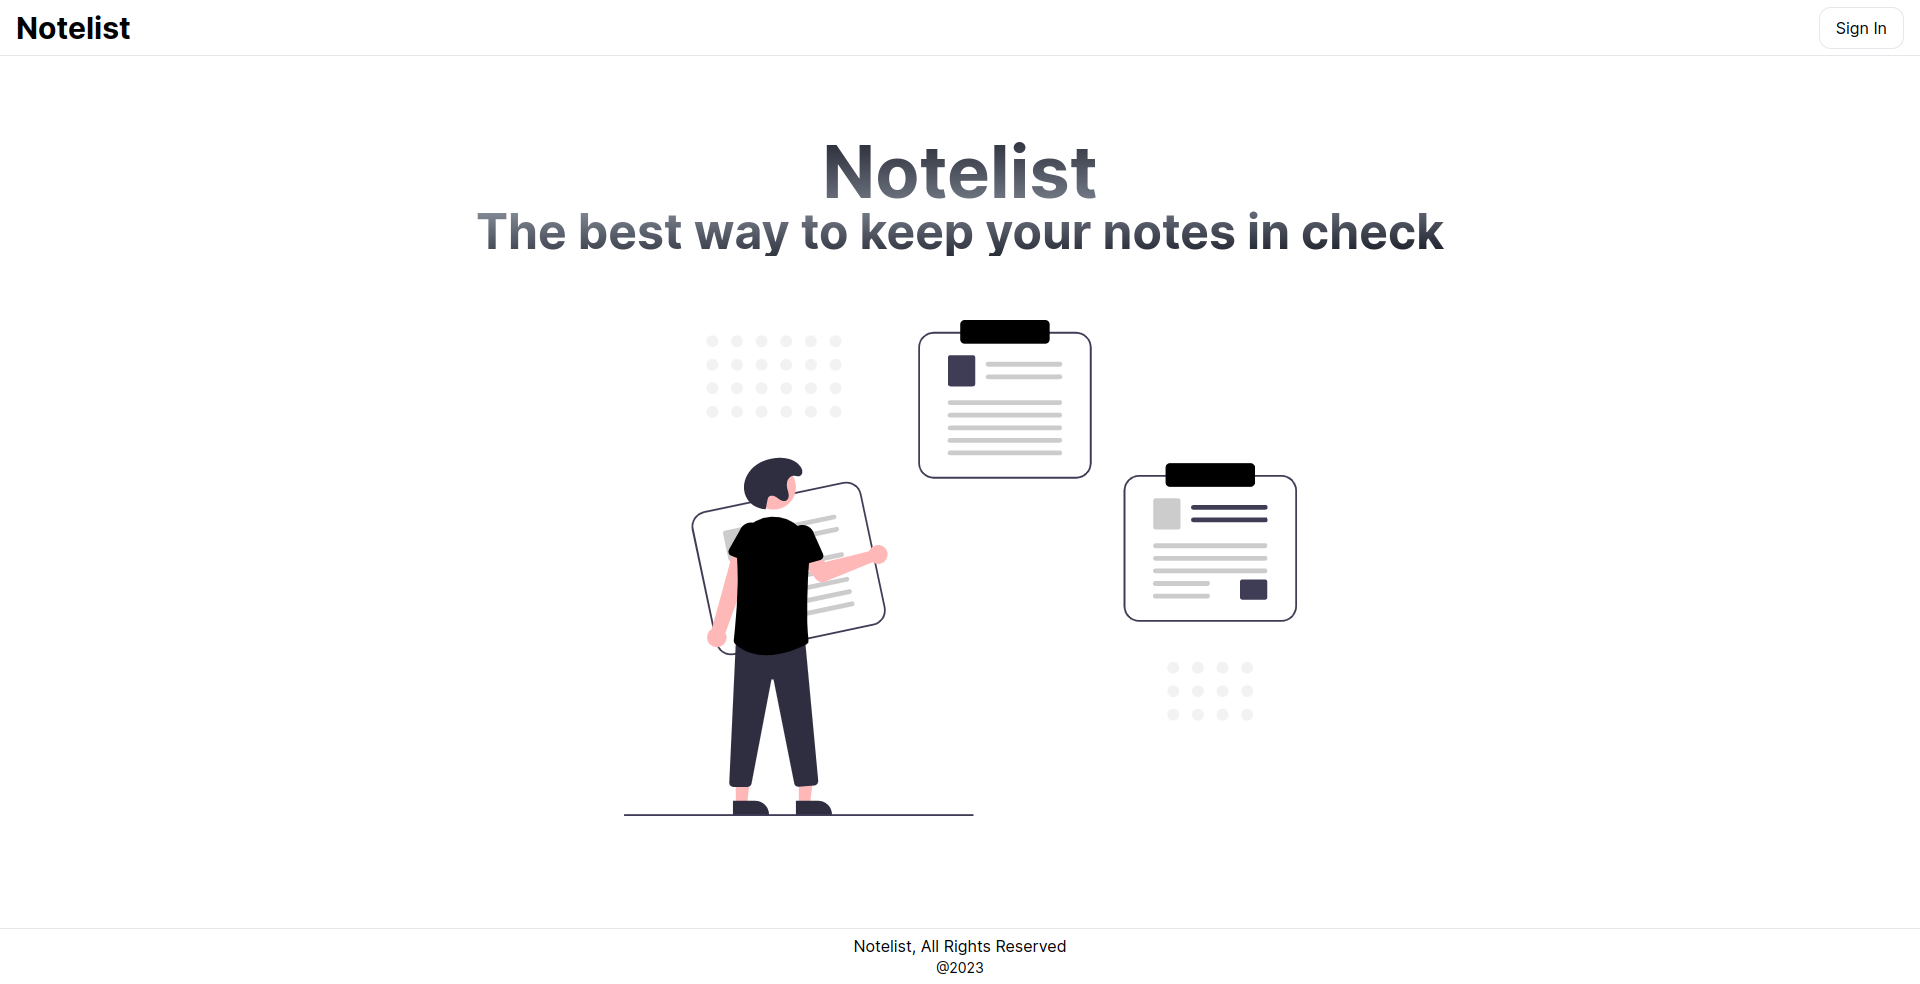 Notelist
Sign In
Notelist
The best way to keep your notes in check
Notelist, All Rights Reserved
@2023